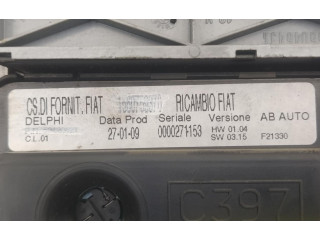 CS.DI FORNIT. FIAT RICAMBIO FIAT
DELPHI Data Prod Seriale Versione AB AUTO
C.L.01 27-01-09 0000271153 HW 01.04 F21330
SW 03.15
C397